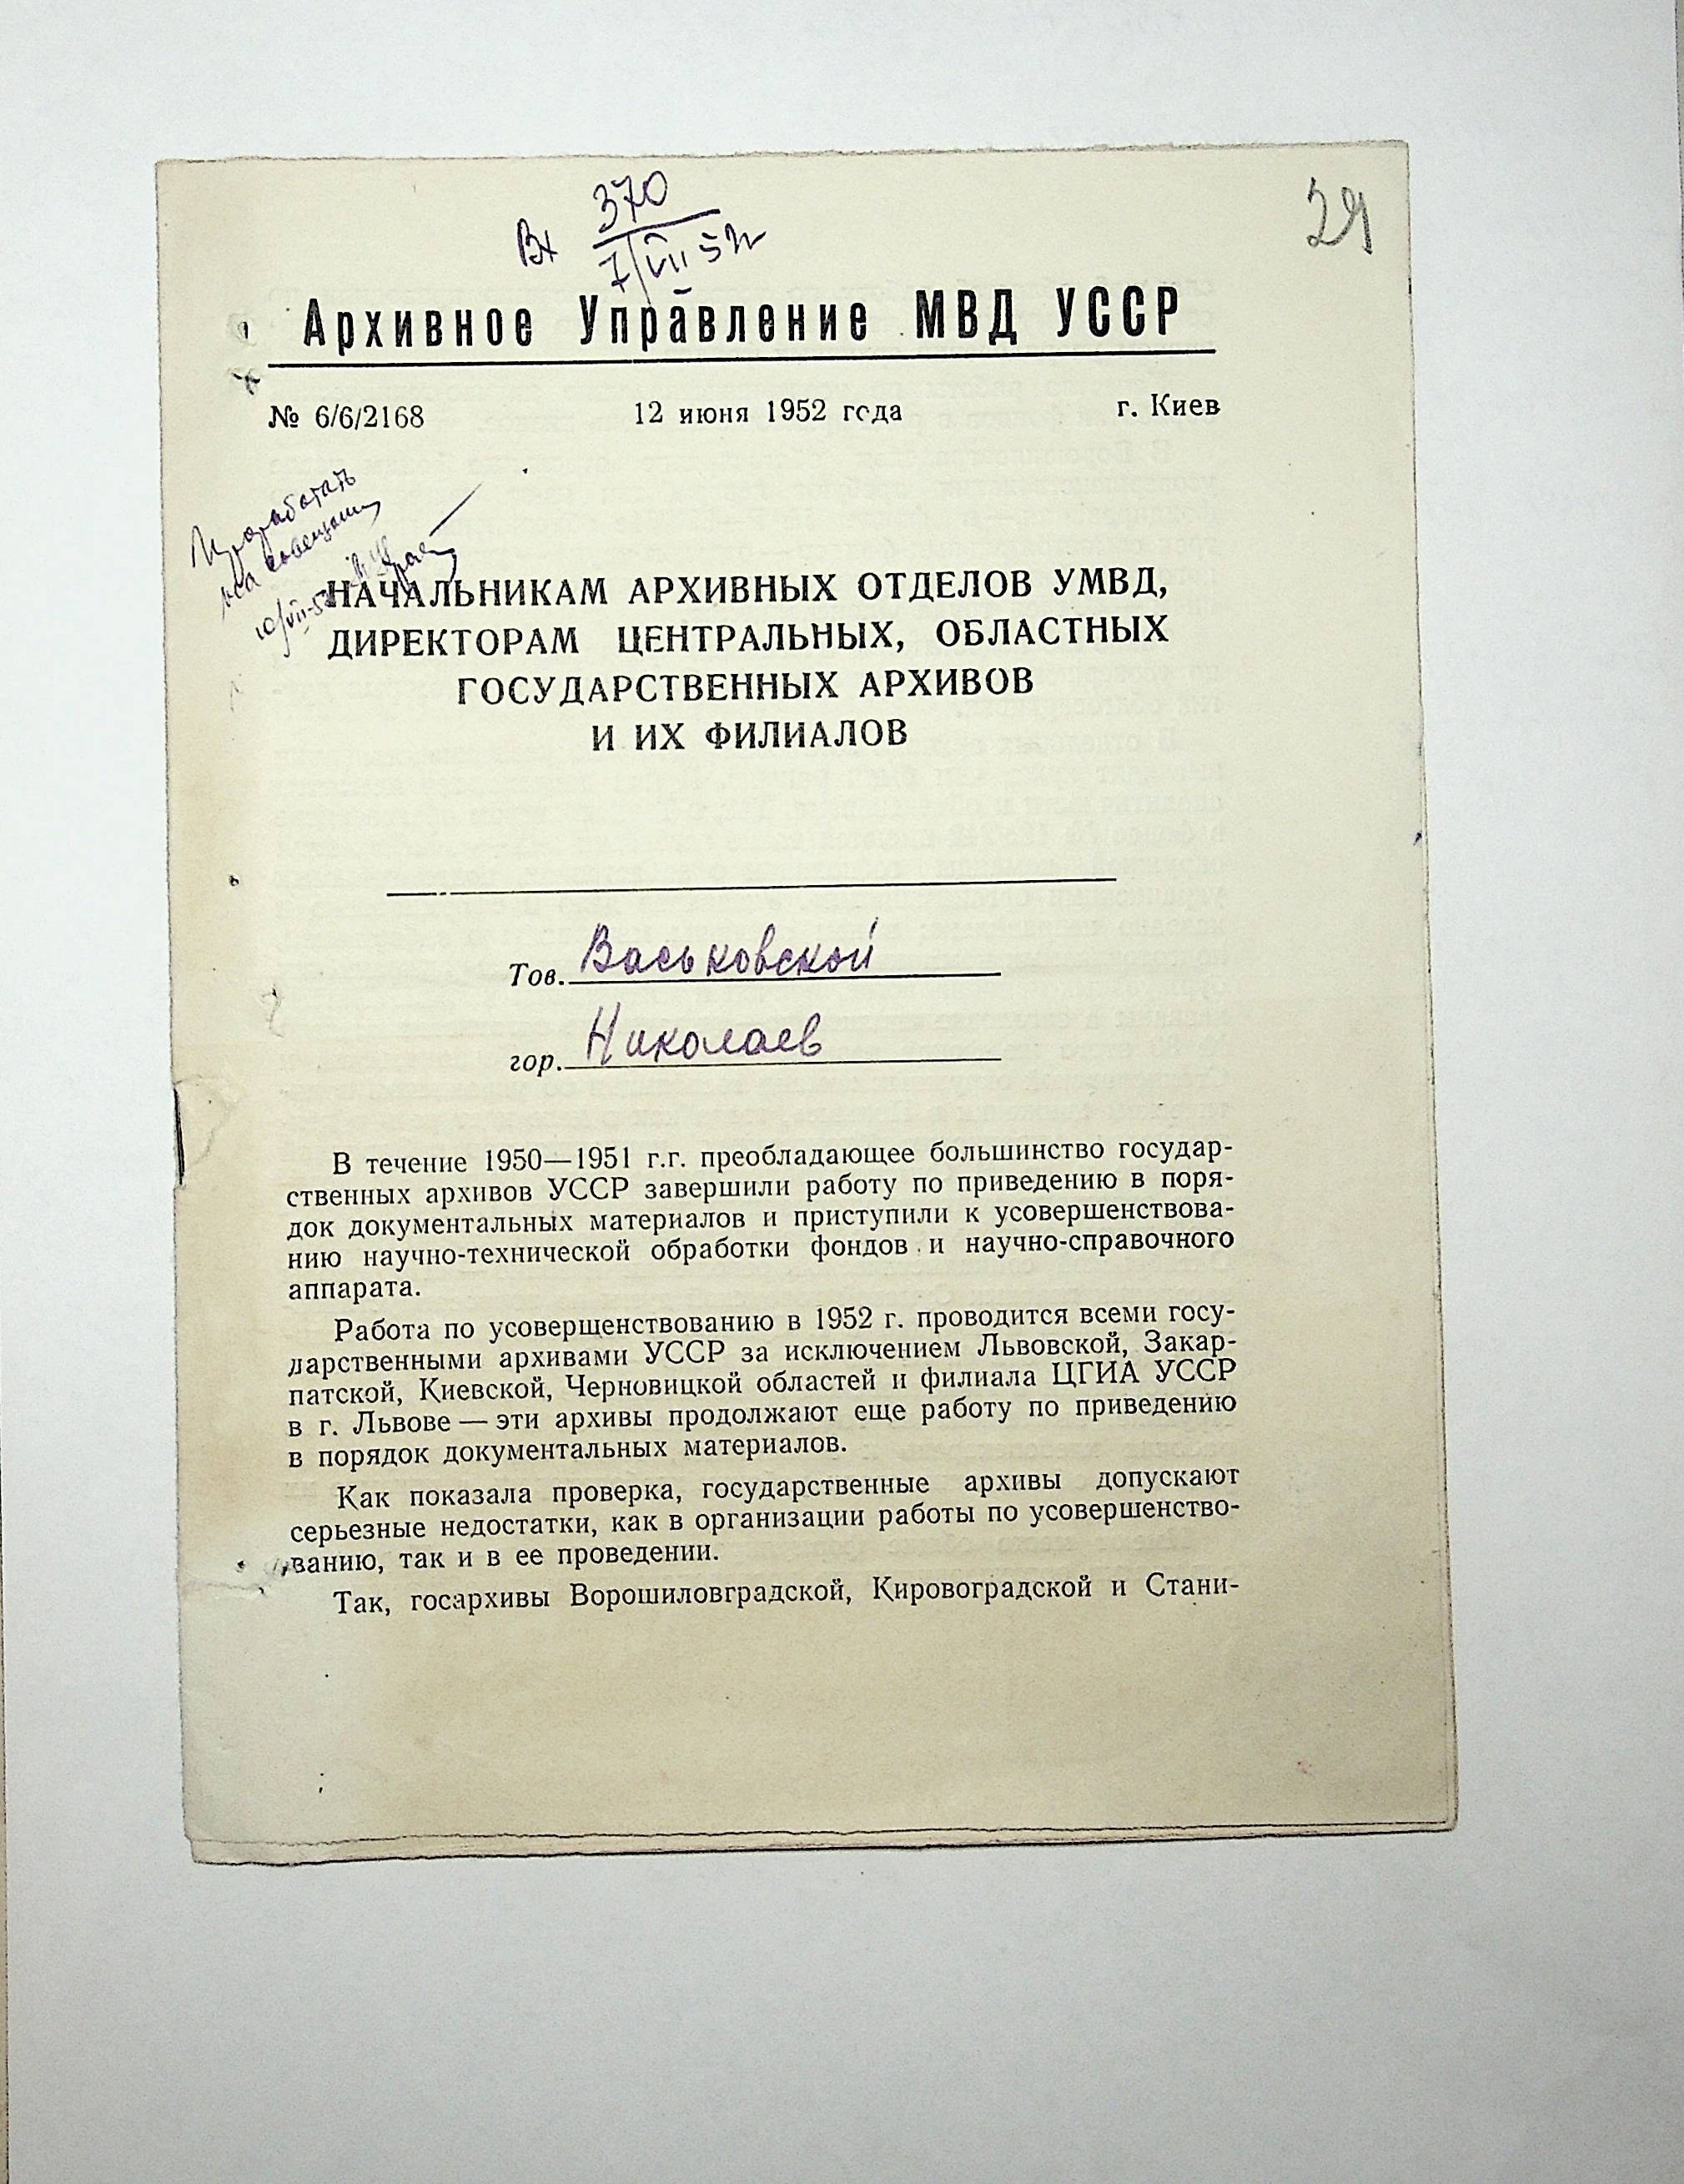 Вх 370
7/VII 52
29
Архивное Управление МВД УССР
№ 6/6/2168 12 июня 1952 года г. Киев
Проработать
на совещании
10/VII-52
НАЧАЛЬНИКАМ АРХИВНЫХ ОТДЕЛОВ УМВД,
ДИРЕКТОРАМ ЦЕНТРАЛЬНЫХ, ОБЛАСТНЫХ
ГОСУДАРСТВЕННЫХ АРХИВОВ
И ИХ ФИЛИАЛОВ
Тов. Васьковской
гор. Николаев
В течение 1950—1951 г.г. преобладающее большинство государ-
ственных архивов УССР завершили работу по приведению в поря-
док документальных материалов и приступили к усовершенствова-
нию научно-технической обработки фондов и научно-справочного
аппарата.
Работа по усовершенствованию в 1952 г. проводится всеми госу-
дарственными архивами УССР за исключением Львовской, Закар-
патской, Киевской, Черновицкой областей и филиала ЦГИА УССР
в г. Львове — эти архивы продолжают еще работу по приведению
в порядок документальных материалов.
Как показала проверка, государственные архивы допускают
серьезные недостатки, как в организации работы по усовершенство-
ванию, так и в ее проведении.
Так, госархивы Ворошиловградской, Кировоградской и Стани-